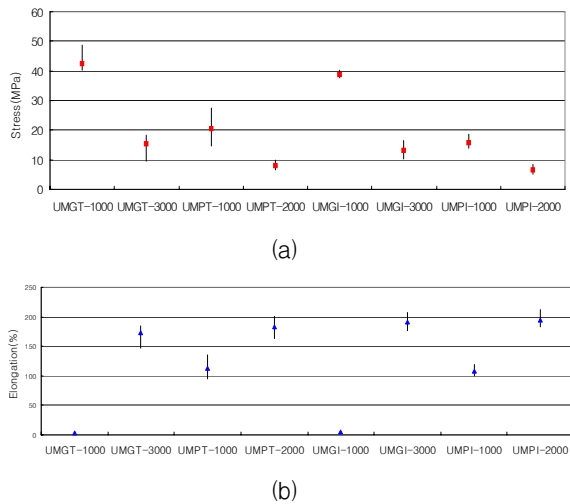 60
50
40
30
20
10
0
Stress(MPa)
UMGT-1000 UMGT-3000 UMPT-1000 UMPT-2000 UMGI-1000 UMGI-3000 UMPI-1000 UMPI-2000
(a)
250
200
150
100
50
0
Elongation(%)
UMGT-1000 UMGT-3000 UMPT-1000 UMPT-2000 UMGI-1000 UMGI-3000 UMPI-1000 UMPI-2000
(b)